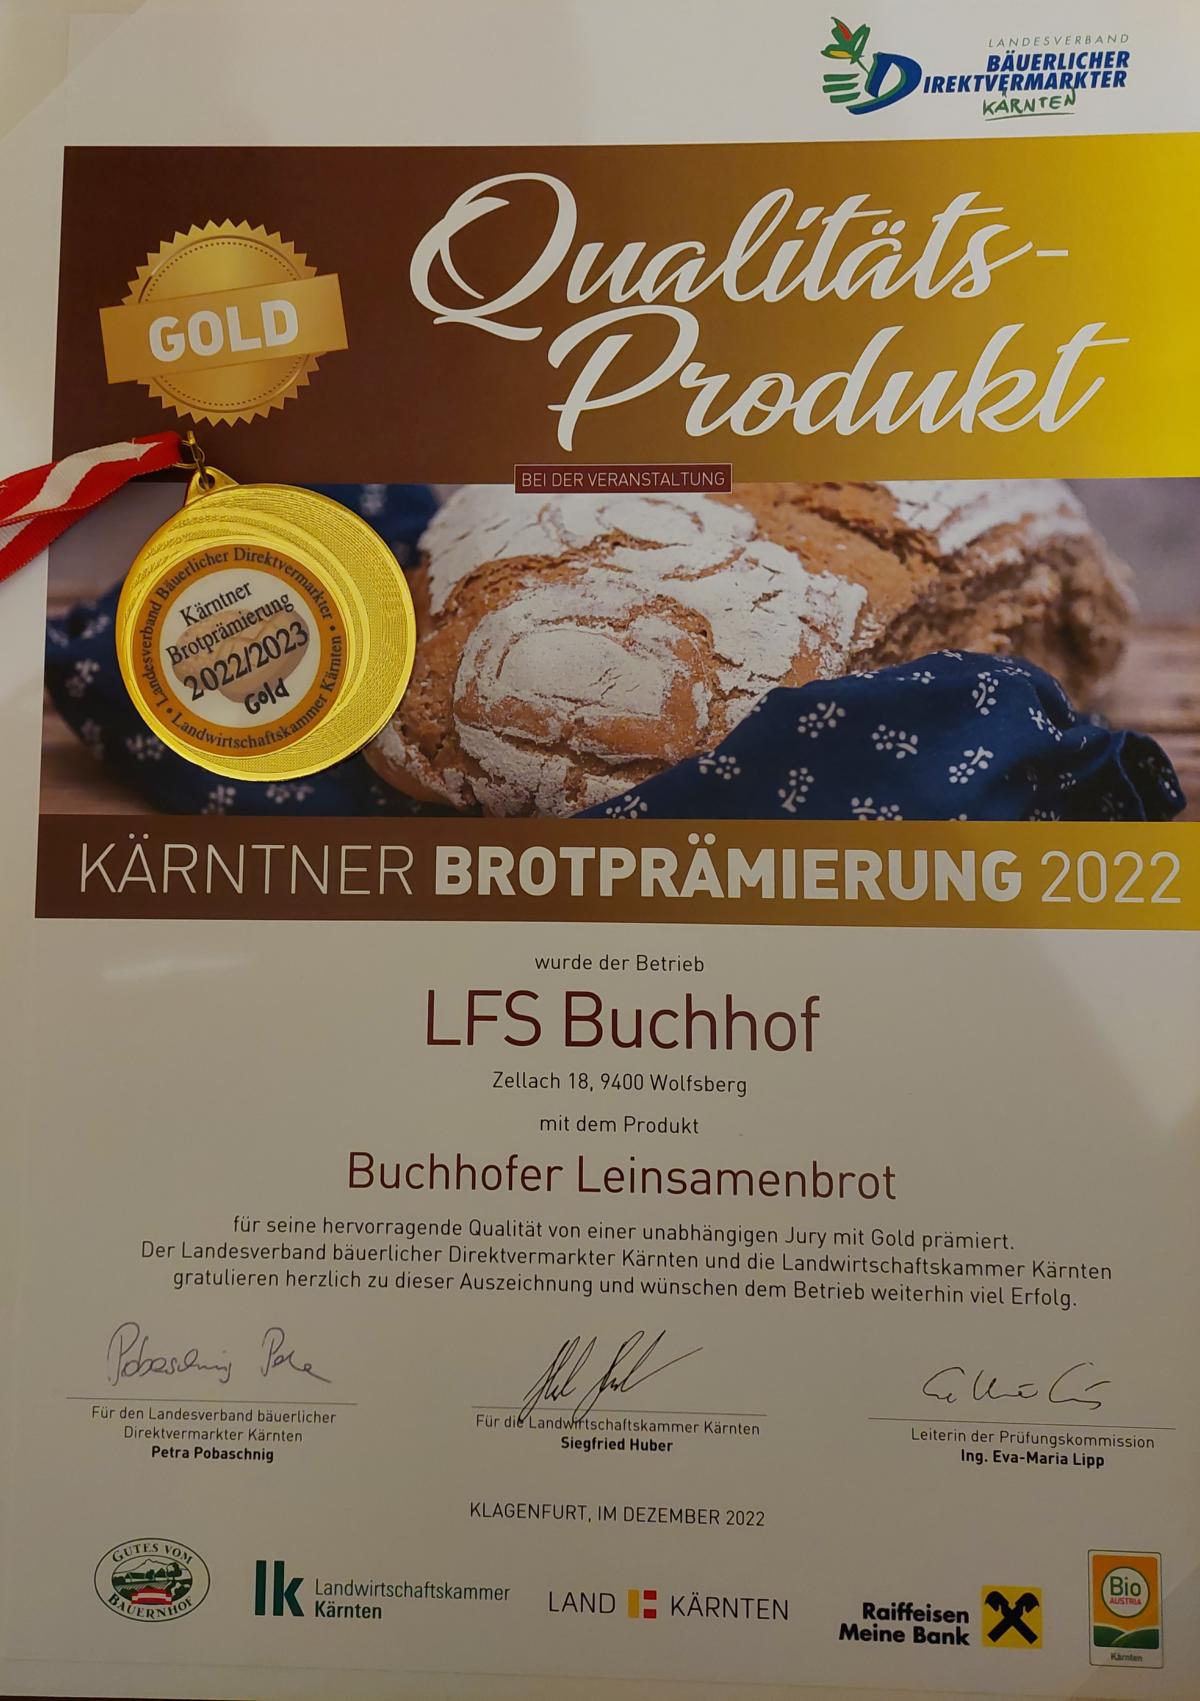 LANDESVERBAND
BÄUERLICHER
DIREKTVERMARKTER
KÄRNTEN
GOLD
Qualitäts-
Produkt
BEI DER VERANSTALTUNG
Landesverband Bäuerlicher Direktvermarkter • Landwirtschaftskammer Kärnten •
Kärntner
Brotprämierung
2022/2023
Gold
KÄRNTNER BROTPRÄMIERUNG 2022
wurde der Betrieb
LFS Buchhof
Zellach 18, 9400 Wolfsberg
mit dem Produkt
Buchhofer Leinsamenbrot
für seine hervorragende Qualität von einer unabhängigen Jury mit Gold prämiert.
Der Landesverband bäuerlicher Direktvermarkter Kärnten und die Landwirtschaftskammer Kärnten
gratulieren herzlich zu dieser Auszeichnung und wünschen dem Betrieb weiterhin viel Erfolg.
Pobaschnig Petra
Für den Landesverband bäuerlicher
Direktvermarkter Kärnten
Petra Pobaschnig
Für die Landwirtschaftskammer Kärnten
Siegfried Huber
Leiterin der Prüfungskommission
Ing. Eva-Maria Lipp
KLAGENFURT, IM DEZEMBER 2022
GUTES VOM
BAUERNHOF
lk Landwirtschaftskammer
Kärnten
LAND KÄRNTEN
Raiffeisen
Meine Bank
Bio
AUSTRIA
Kärnten